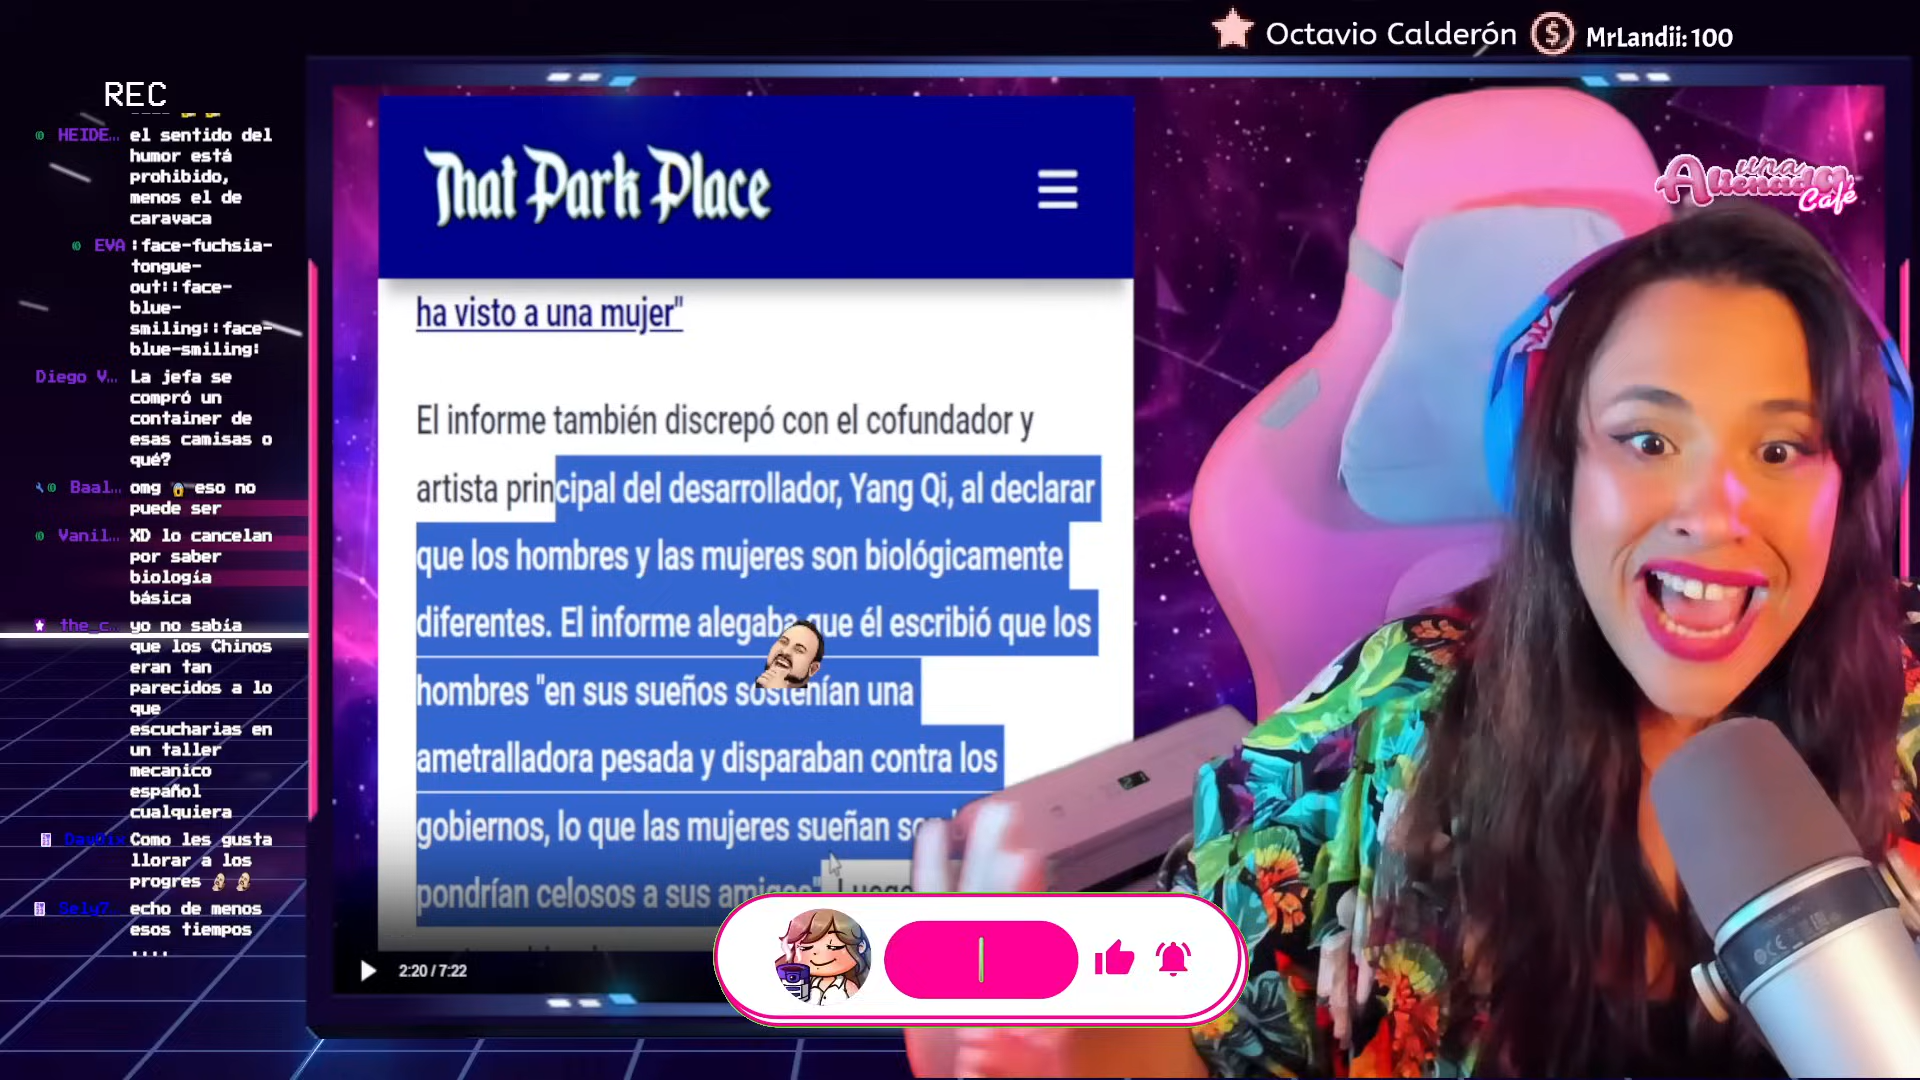 Octavio Calderón
MrLandii: 100
REC
HEIDE... el sentido del
humor está
prohibido,
menos el de
caravaca
EVA :face-fuchsia-
tongue-
out::face-
blue-
smiling::face-
blue-smiling:
Diego V... La jefa se
compró un
container de
esas camisas o
qué?
Baal... omg eso no
puede ser
Vanil... XD lo cancelan
por saber
biología
básica
the_c... yo no sabía
que los Chinos
eran tan
parecidos a lo
que
escucharias en
un taller
mecanico
español
cualquiera
Como les gusta
llorar a los
progres
Sely7... echo de menos
esos tiempos
....
That Park Place
ha visto a una mujer"
El informe también discrepó con el cofundador y
artista principal del desarrollador, Yang Qi, al declarar
que los hombres y las mujeres son biológicamente
diferentes. El informe alegaba que él escribió que los
hombres "en sus sueños sostenían una
ametralladora pesada y disparaban contra los
gobiernos, lo que las mujeres sueñan
pondrían celosos a sus amigos". Luego
2:20 / 7:22
una
Alienada
Café